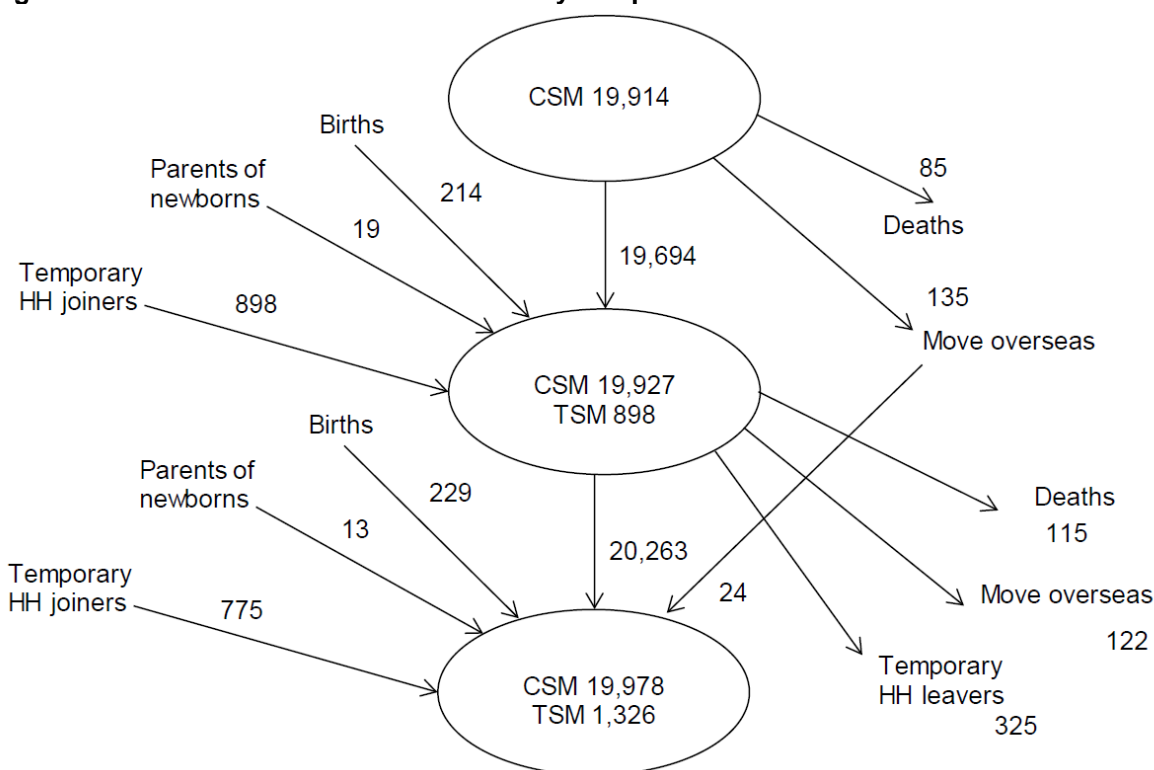 CSM 19,914
Births
85
Parents of
newborns
214
Deaths
19
19,694
Temporary
HH joiners
898
135
Move overseas
CSM 19,927
TSM 898
Births
Parents of
newborns
229
Deaths
115
13
20,263
Temporary
HH joiners
775
24
Move overseas
122
Temporary
HH leavers
325
CSM 19,978
TSM 1,326